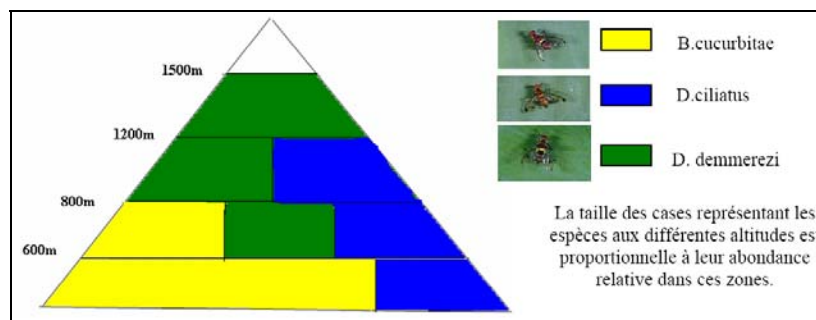 1500m
1200m
800m
600m
B.cucurbitae
D.ciliatus
D. demmerezi
La taille des cases représentant les
espèces aux différentes altitudes es
proportionnelle à leur abondance
relative dans ces zones.